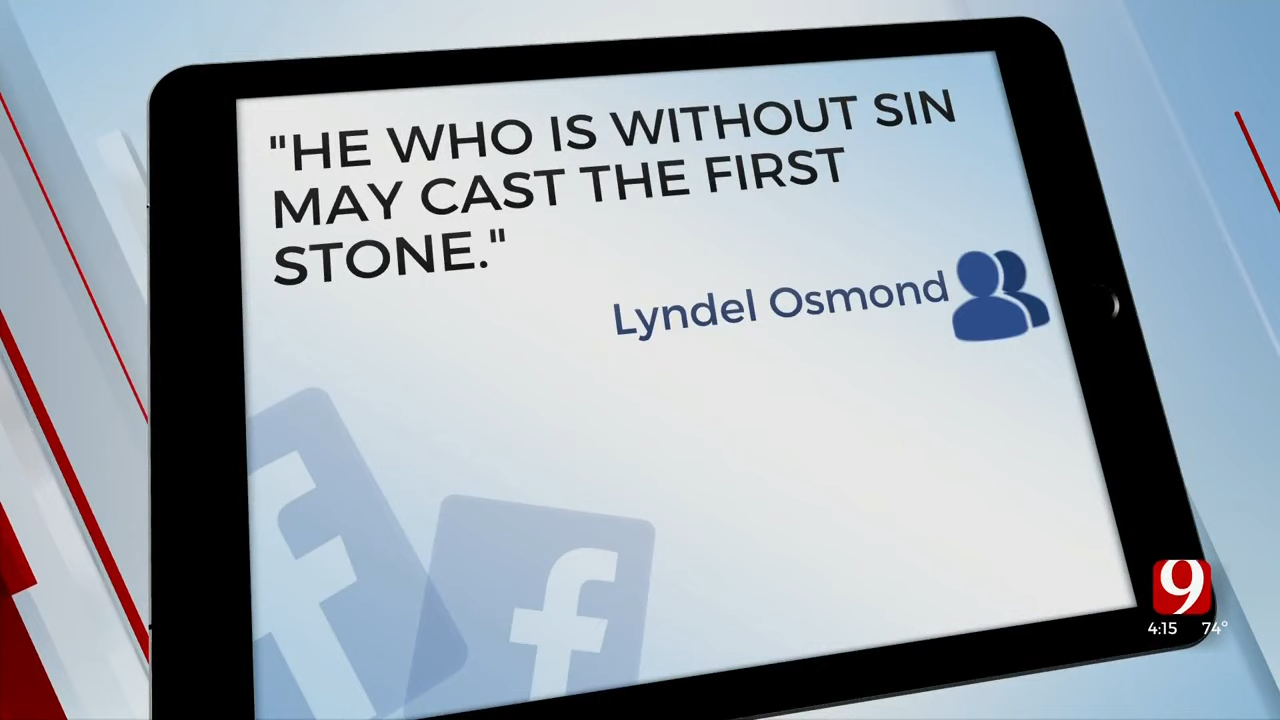 "HE WHO IS WITHOUT SIN
MAY CAST THE FIRST
STONE."
Lyndel Osmond
f
f
9
4:15 74°